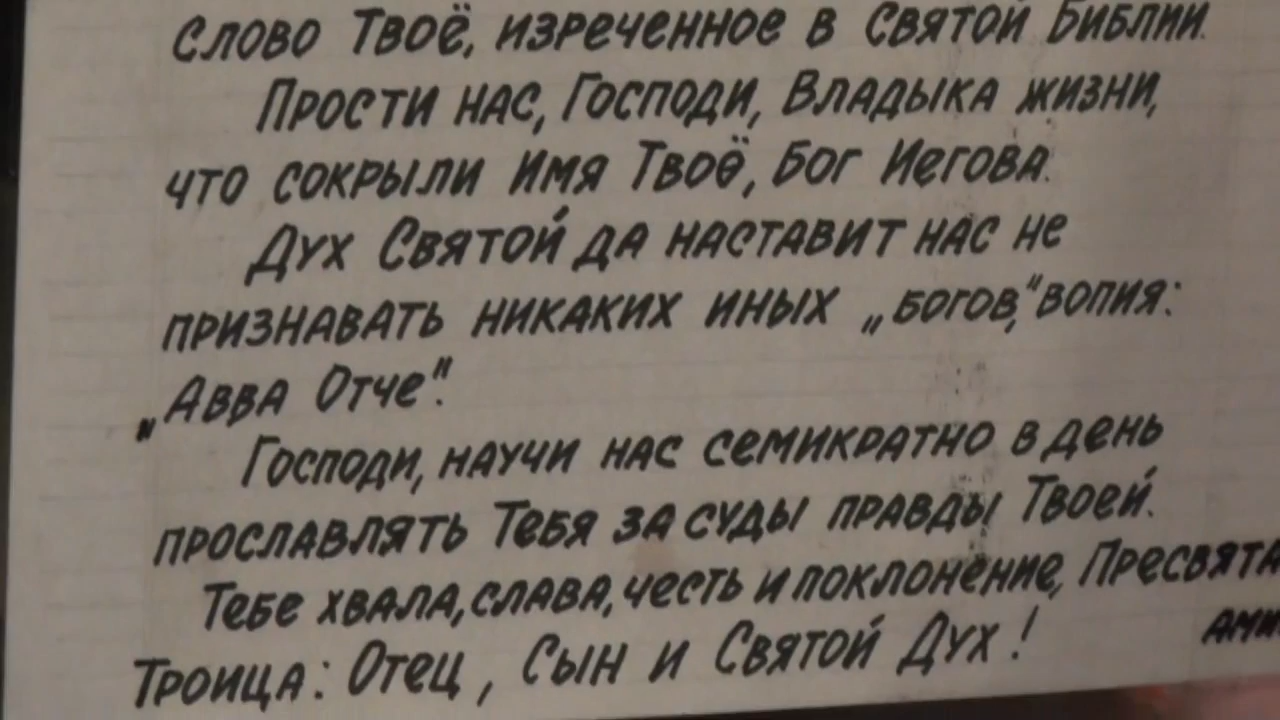 слово Твоё, изреченное в Святой Библии.
Прости нас, Господи, Владыка жизни,
что сокрыли имя Твоё, Бог Иегова.
Дух Святой да наставит нас не
признавать никаких иных „богов," вопия:
„Авва Отче".
Господи, научи нас семикратно в день
прославлять Тебя за суды правды Твоей.
Тебе хвала, слава, честь и поклонение, Пресвята
Троица: Отец, Сын и Святой Дух!
ами